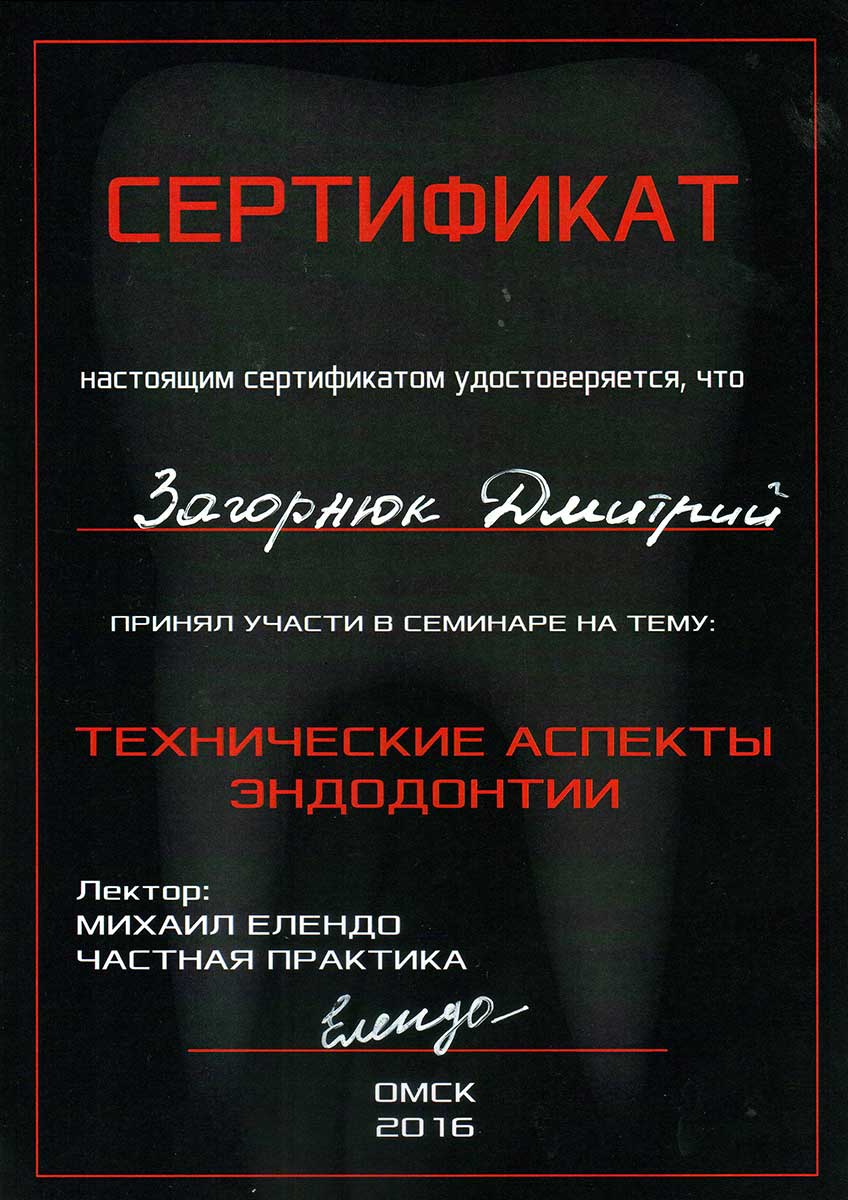 СЕРТИФИКАТ
настоящим сертификатом удостоверяется, что
Загорнюк Дмитрий
ПРИНЯЛ УЧАСТИ В СЕМИНАРЕ НА ТЕМУ:
ТЕХНИЧЕСКИЕ АСПЕКТЫ
ЭНДОДОНТИИ
Лектор:
МИХАИЛ ЕЛЕНДО
ЧАСТНАЯ ПРАКТИКА
Елендо
ОМСК
2016